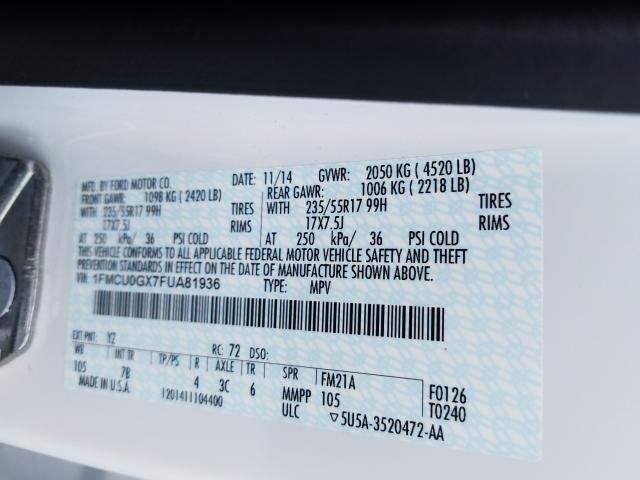 MFD. BY FORD MOTOR CO.
DATE: 11/14 GVWR: 2050 KG ( 4520 LB)
FRONT GAWR: 1098 KG ( 2420 LB) REAR GAWR: 1006 KG ( 2218 LB)
WITH 235/55R17 99H TIRES WITH 235/55R17 99H TIRES
17X7.5J RIMS 17X7.5J RIMS
AT 250 kPa/ 36 PSI COLD AT 250 kPa/ 36 PSI COLD
THIS VEHICLE CONFORMS TO ALL APPLICABLE FEDERAL MOTOR VEHICLE SAFETY AND THEFT
PREVENTION STANDARDS IN EFFECT ON THE DATE OF MANUFACTURE SHOWN ABOVE.
VIN: 1FMCU0GX7FUA81936 TYPE: MPV
EXT PNT: YZ RC: 72 DSO:
WB INT TR TP/PS R AXLE TR SPR FM21A F0126
105 7B 4 3C 6 MMPP 105 T0240
MADE IN U.S.A. 1201411104400 ULC ▽5U5A-3520472-AA